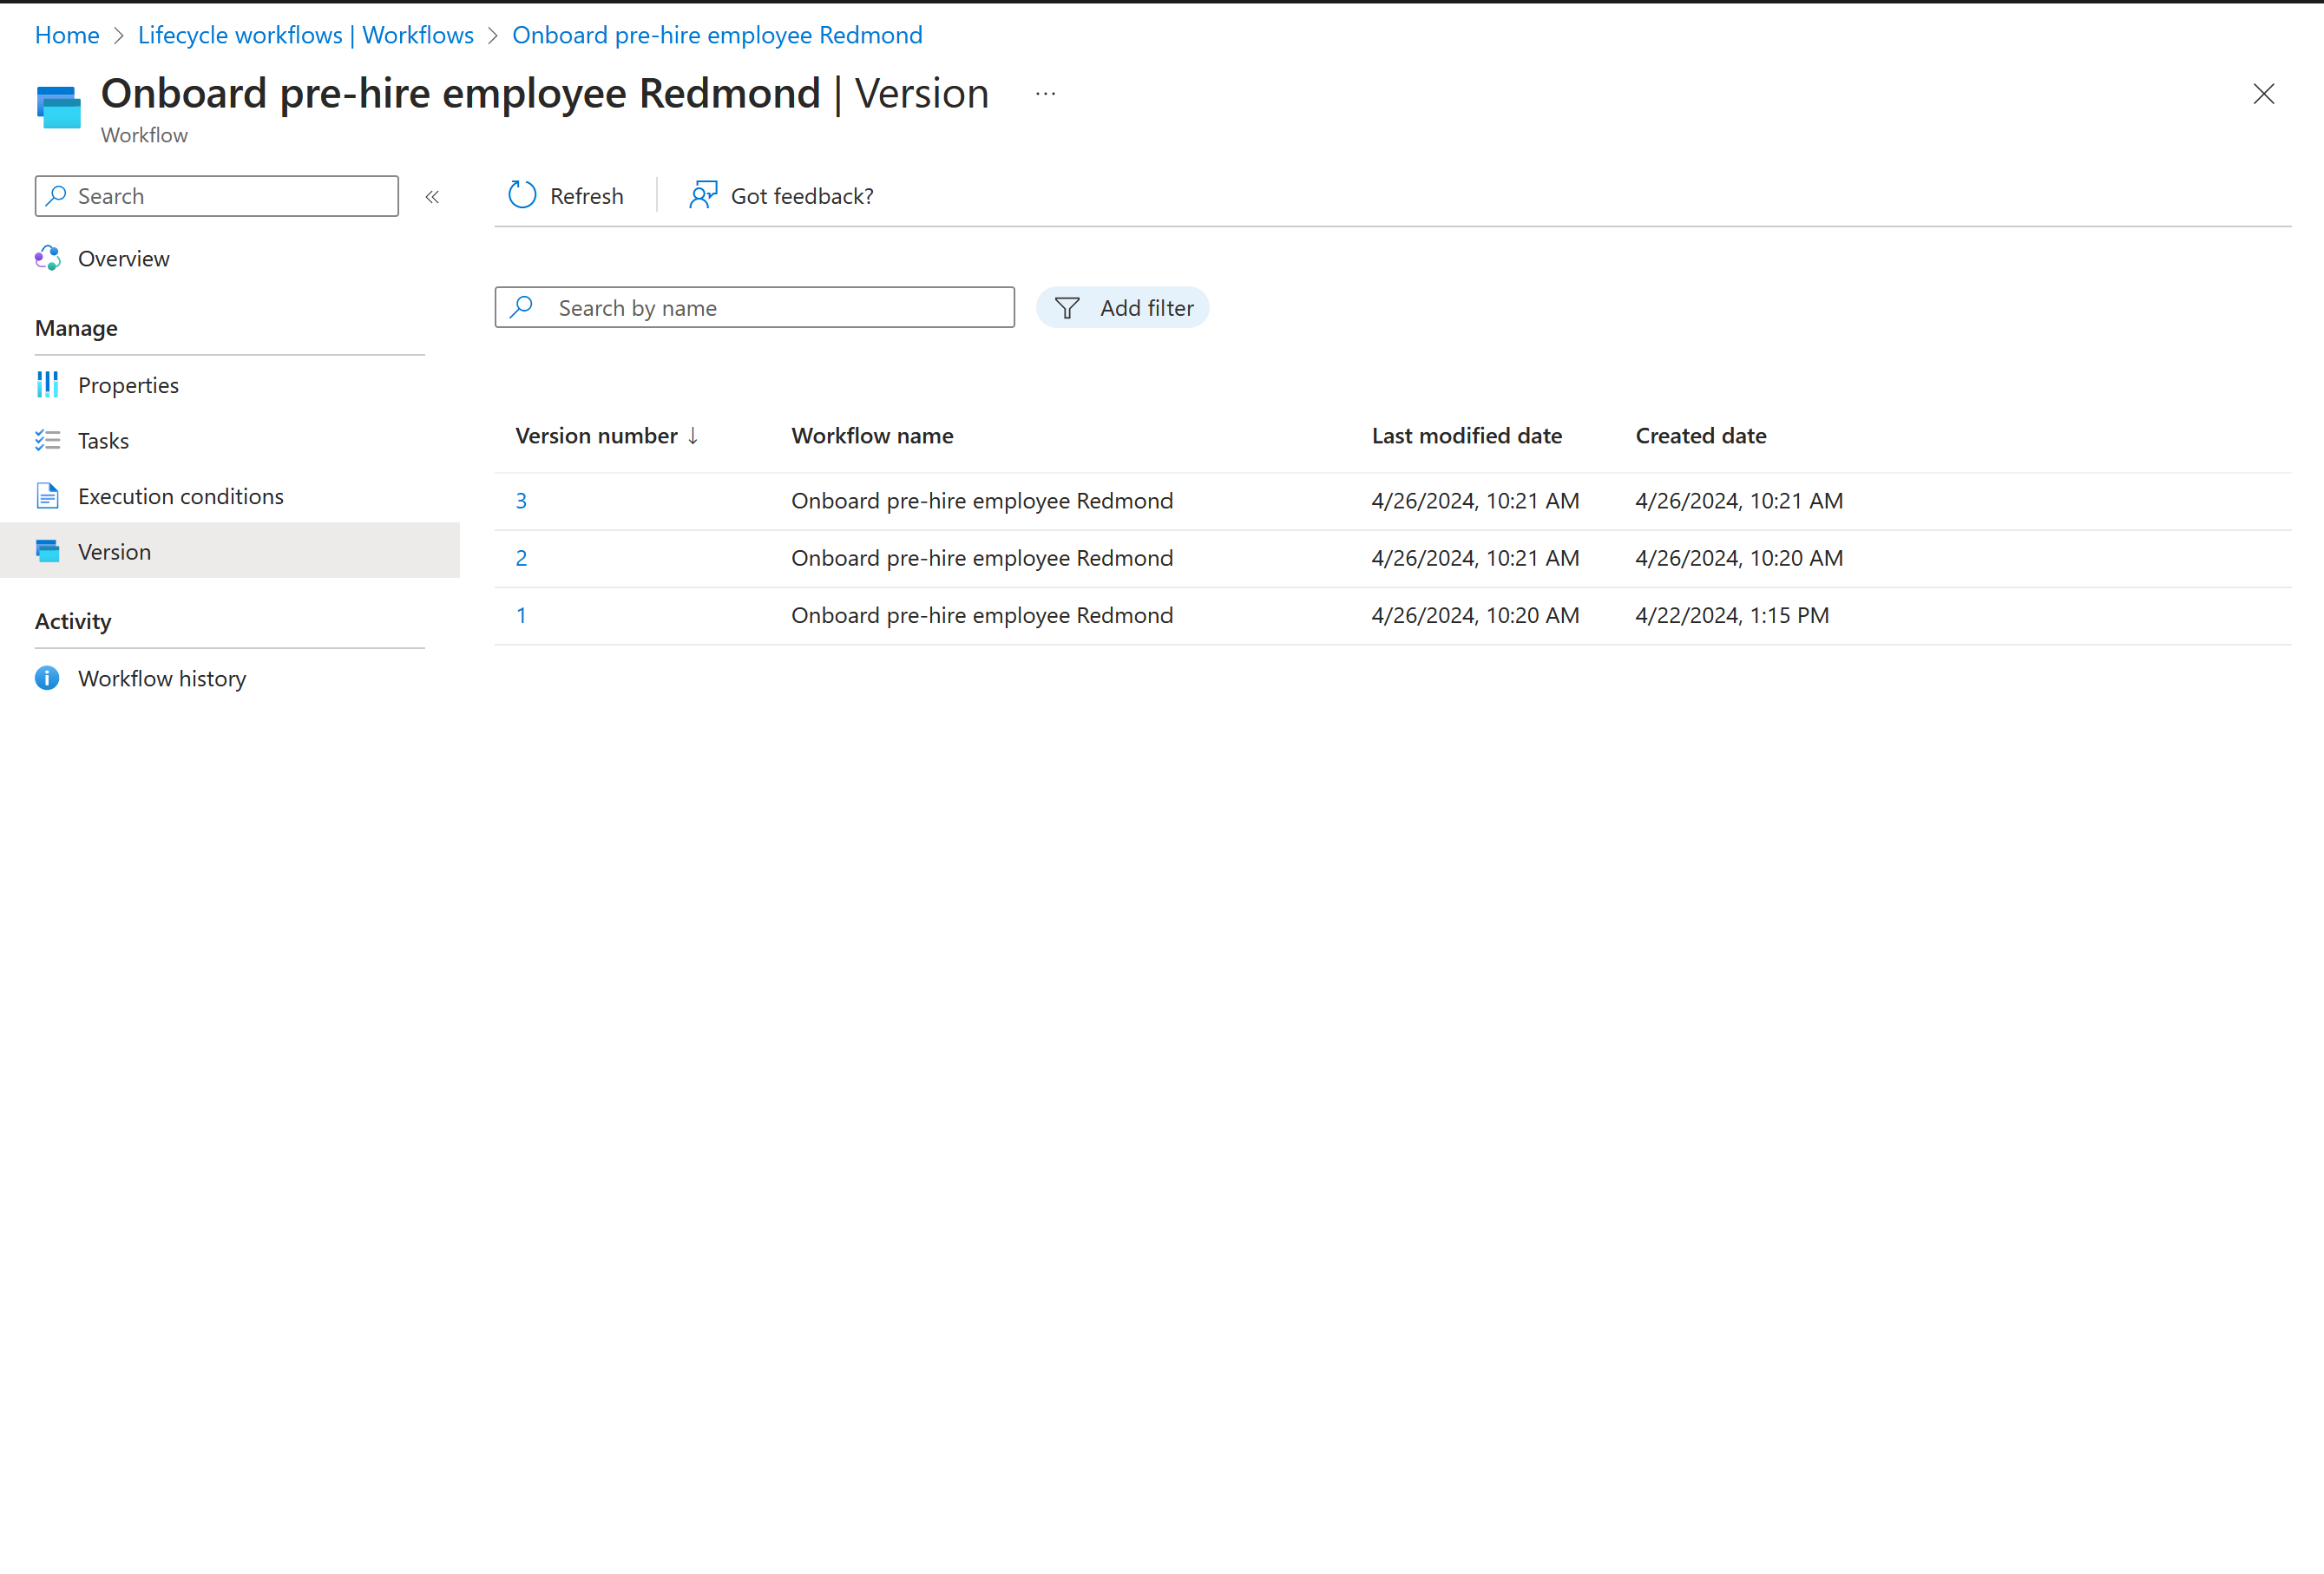 Home > Lifecycle workflows | Workflows > Onboard pre-hire employee Redmond
Onboard pre-hire employee Redmond | Version ...
Workflow
Search «
Refresh Got feedback?
Overview
Search by name Add filter
Manage
Properties
Tasks
Execution conditions
Version
Activity
Workflow history
Version number ↓ Workflow name Last modified date Created date
3 Onboard pre-hire employee Redmond 4/26/2024, 10:21 AM 4/26/2024, 10:21 AM
2 Onboard pre-hire employee Redmond 4/26/2024, 10:21 AM 4/26/2024, 10:20 AM
1 Onboard pre-hire employee Redmond 4/26/2024, 10:20 AM 4/22/2024, 1:15 PM